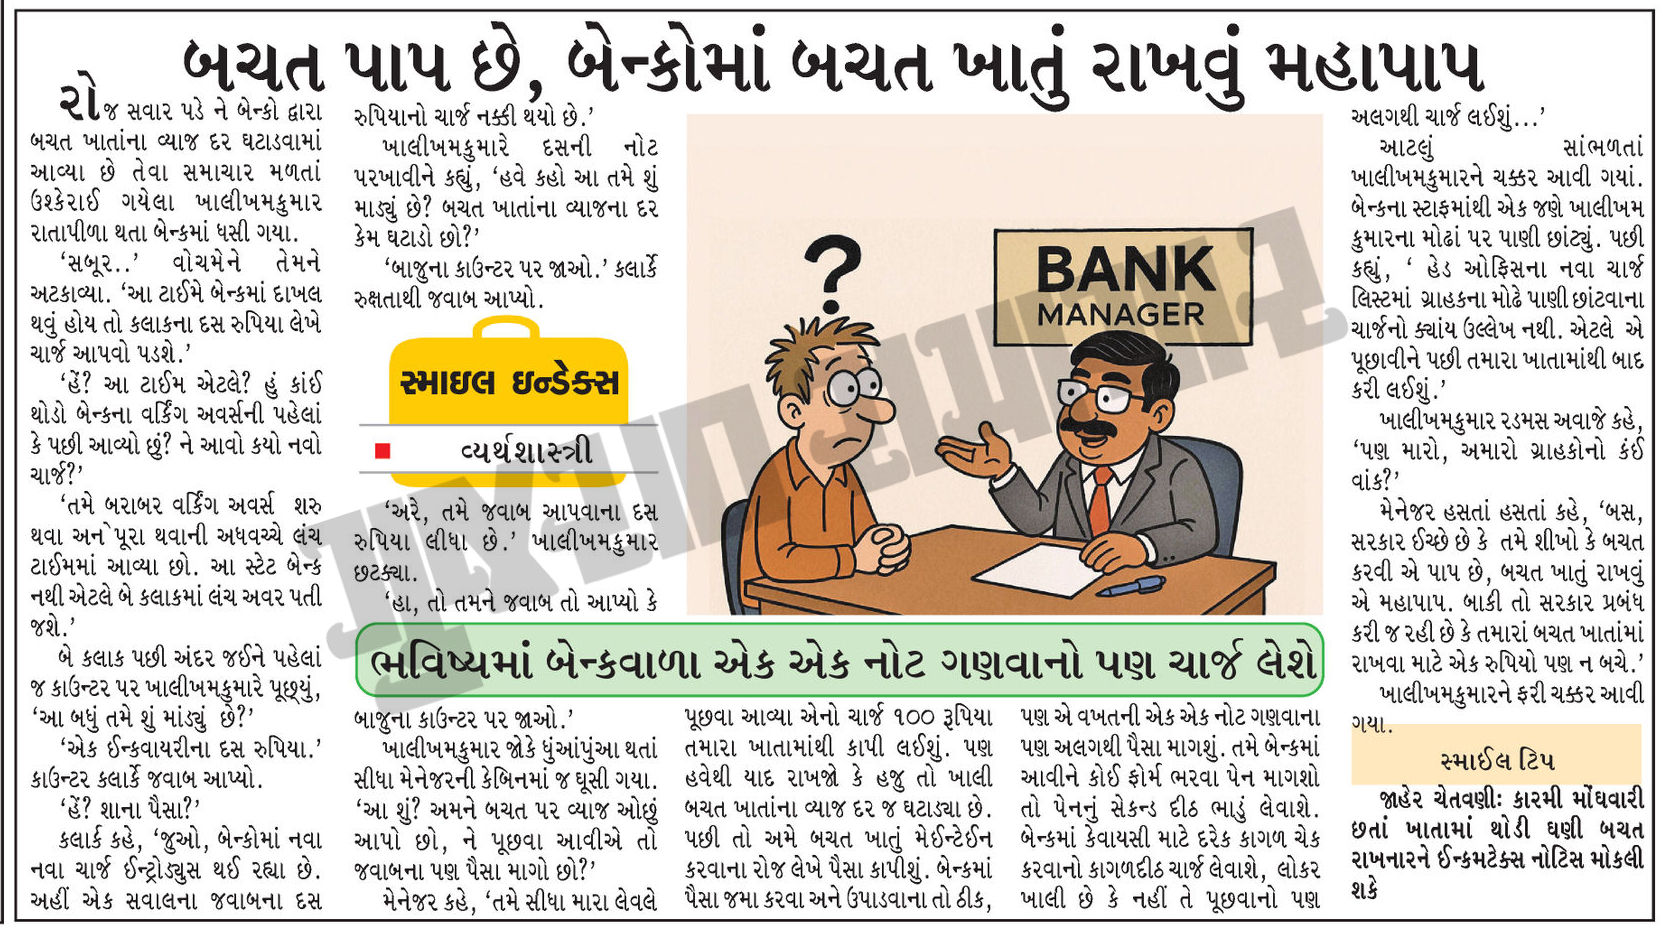 બચત પાપ છે, બેન્કોમાં બચત ખાતું રાખવું મહાપાપ
રોજ સવાર પડે ને બેન્કો દ્વારા
બચત ખાતાંના વ્યાજ દર ઘટાડવામાં
આવ્યા છે તેવા સમાચાર મળતાં
ઉશ્કેરાઈ ગયેલા ખાલીખમકુમાર
રાતાપીળા થતા બેન્કમાં ધસી ગયા.
‘સબૂર..’ વોચમેને તેમને
અટકાવ્યા. ‘આ ટાઈમે બેન્કમાં દાખલ
થવું હોય તો કલાકના દસ રુપિયા લેખે
ચાર્જ આપવો પડશે.’
‘હેં? આ ટાઈમ એટલે? હું કાંઈ
થોડો બેન્કના વર્કિંગ અવર્સની પહેલાં
કે પછી આવ્યો છું? ને આવો કયો નવો
ચાર્જ?’
‘તમે બરાબર વર્કિંગ અવર્સ શરુ
થવા અને પૂરા થવાની અધવચ્ચે લંચ
ટાઈમમાં આવ્યા છો. આ સ્ટેટ બેન્ક
નથી એટલે બે કલાકમાં લંચ અવર પતી
જશે.’
બે કલાક પછી અંદર જઈને પહેલાં
જ કાઉન્ટર પર ખાલીખમકુમારે પૂછ્યું,
‘આ બધું તમે શું માંડ્યું છે?’
‘એક ઈન્કવાયરીના દસ રુપિયા.’
કાઉન્ટર કલાર્કે જવાબ આપ્યો.
‘હેં? શાના પૈસા?’
કલાર્ક કહે, ‘જુઓ, બેન્કોમાં નવા
નવા ચાર્જ ઈન્ટ્રોડ્યુસ થઈ રહ્યા છે.
અહીં એક સવાલના જવાબના દસ
રુપિયાનો ચાર્જ નક્કી થયો છે.’
ખાલીખમકુમારે દસની નોટ
પરખાવીને કહ્યું, ‘હવે કહો આ તમે શું
માડ્યું છે? બચત ખાતાંના વ્યાજના દર
કેમ ઘટાડો છો?’
‘બાજુના કાઉન્ટર પર જાઓ.’ કલાર્કે
રુક્ષતાથી જવાબ આપ્યો.
સ્માઇલ ઇન્ડેક્સ
વ્યર્થશાસ્ત્રી
‘અરે, તમે જવાબ આપવાના દસ
રુપિયા લીધા છે.’ ખાલીખમકુમાર
છટક્યા.
‘હા, તો તમને જવાબ તો આપ્યો કે
BANK
MANAGER
ભવિષ્યમાં બેન્કવાળા એક એક નોટ ગણવાનો પણ ચાર્જ લેશે
બાજુના કાઉન્ટર પર જાઓ.’
ખાલીખમકુમાર જોકે ધુંઆંપુંઆ થતાં
સીધા મેનેજરની કેબિનમાં જ ઘૂસી ગયા.
‘આ શું? અમને બચત પર વ્યાજ ઓછું
આપો છો, ને પૂછવા આવીએ તો
જવાબના પણ પૈસા માગો છો?’
મેનેજર કહે, ‘તમે સીધા મારા લેવલે
પૂછવા આવ્યા એનો ચાર્જ ૧૦૦ રૂપિયા
તમારા ખાતામાંથી કાપી લઈશું. પણ
હવેથી યાદ રાખજો કે હજુ તો ખાલી
બચત ખાતાંના વ્યાજ દર જ ઘટાડ્યા છે.
પછી તો અમે બચત ખાતું મેઈન્ટેઈન
કરવાના રોજ લેખે પૈસા કાપીશું. બેન્કમાં
પૈસા જમા કરવા અને ઉપાડવાના તો ઠીક,
પણ એ વખતની એક એક નોટ ગણવાના
પણ અલગથી પૈસા માગશું. તમે બેન્કમાં
આવીને કોઈ ફોર્મ ભરવા પેન માગશો
તો પેનનું સેકન્ડ દીઠ ભાડું લેવાશે.
બેન્કમાં કેવાયસી માટે દરેક કાગળ ચેક
કરવાનો કાગળદીઠ ચાર્જ લેવાશે, લોકર
ખાલી છે કે નહીં તે પૂછવાનો પણ
અલગથી ચાર્જ લઈશું...’
આટલું સાંભળતાં
ખાલીખમકુમારને ચક્કર આવી ગયાં.
બેન્કના સ્ટાફમાંથી એક જણે ખાલીખમ
કુમારના મોઢાં પર પાણી છાંટ્યું. પછી
કહ્યું, ‘ હેડ ઓફિસના નવા ચાર્જ
લિસ્ટમાં ગ્રાહકના મોઢે પાણી છાંટવાના
ચાર્જનો ક્યાંય ઉલ્લેખ નથી. એટલે એ
પૂછાવીને પછી તમારા ખાતામાંથી બાદ
કરી લઈશું.’
ખાલીખમકુમાર રડમસ અવાજે કહે,
‘પણ મારો, અમારો ગ્રાહકોનો કંઈ
વાંક?’
મેનેજર હસતાં હસતાં કહે, ‘બસ,
સરકાર ઈચ્છે છે કે તમે શીખો કે બચત
કરવી એ પાપ છે, બચત ખાતું રાખવું
એ મહાપાપ. બાકી તો સરકાર પ્રબંધ
કરી જ રહી છે કે તમારાં બચત ખાતાંમાં
રાખવા માટે એક રુપિયો પણ ન બચે.’
ખાલીખમકુમારને ફરી ચક્કર આવી
ગયા.
સ્માઈલ ટિપ
જાહેર ચેતવણીઃ કારમી મોંઘવારી
છતાં ખાતામાં થોડી ઘણી બચત
રાખનારને ઈન્કમટેક્સ નોટિસ મોકલી
શકે
ગુજરાત સમાચાર